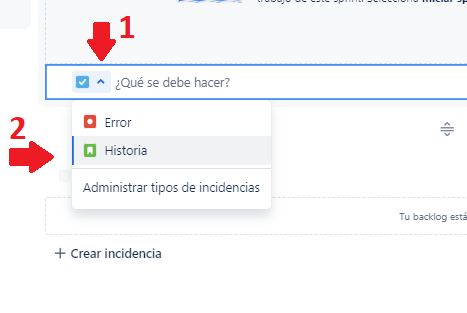 trabajo de este sprint. Selecciona Iniciar sp
1
¿Qué se debe hacer?
2
Error
Historia
Administrar tipos de incidencias
Tu backlog está
+ Crear incidencia